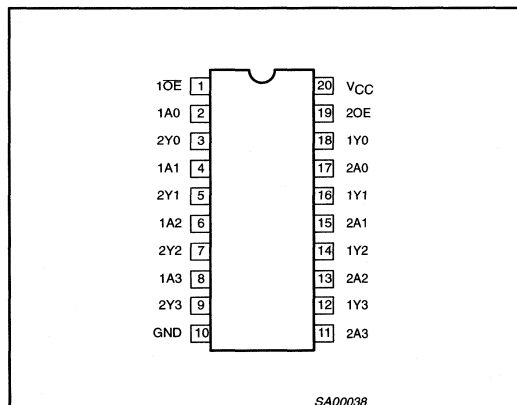 1O̅E̅ 1 20 VCC
1A0 2 19 2OE
2Y0 3 18 1Y0
1A1 4 17 2A0
2Y1 5 16 1Y1
1A2 6 15 2A1
2Y2 7 14 1Y2
1A3 8 13 2A2
2Y3 9 12 1Y3
GND 10 11 2A3
SA00038